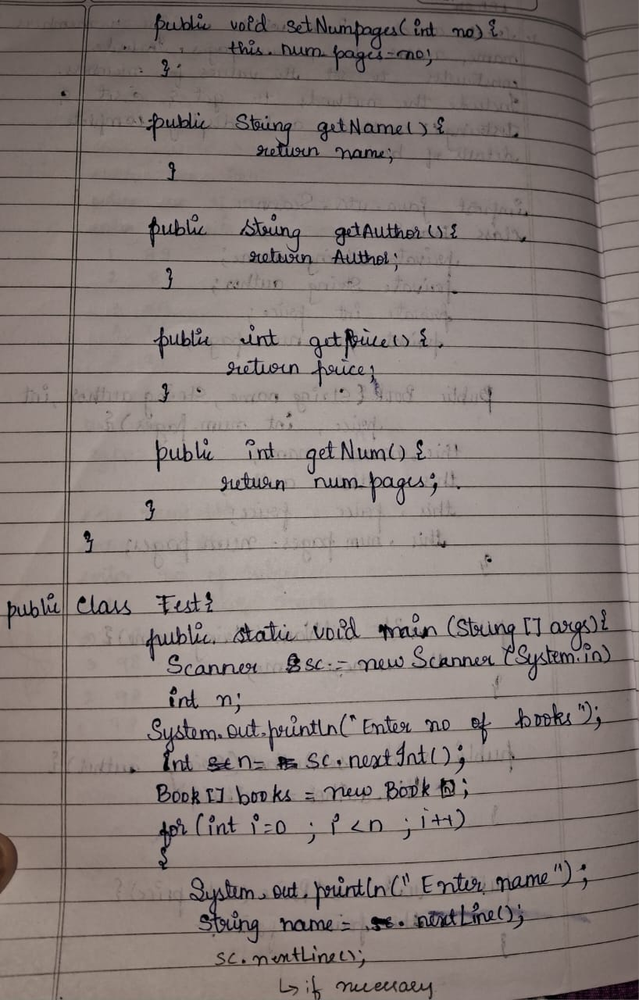 public void setNumpages(int no) {
this.num pages=no;
}
public String getName() {
return name;
}
public String getAuthor() {
return Author;
}
public int getprice() {
return price;
}
public int getNum() {
return num pages;
}
}
public class Test{
public static void main (String [] args){
Scanner sc = new Scanner (System.in)
int n;
System.out.println("Enter no of books");
int n= sc.nextInt();
Book [] books = new Book [n];
for (int i=0 ; i<n ; i++)
{
System.out.println(" Enter name");
String name = sc. nextLine();
sc.nextLine();
↳ if necessary